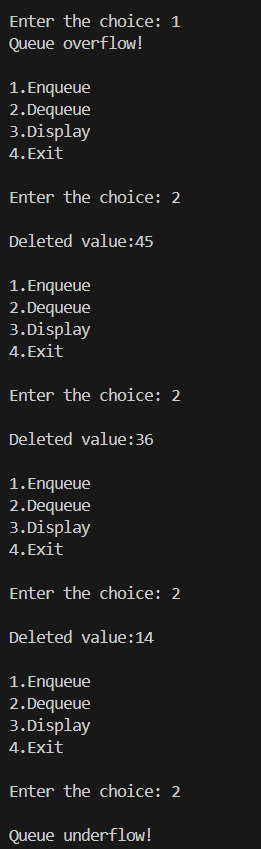 Enter the choice: 1
Queue overflow!
1.Enqueue
2.Dequeue
3.Display
4.Exit
Enter the choice: 2
Deleted value:45
1.Enqueue
2.Dequeue
3.Display
4.Exit
Enter the choice: 2
Deleted value:36
1.Enqueue
2.Dequeue
3.Display
4.Exit
Enter the choice: 2
Deleted value:14
1.Enqueue
2.Dequeue
3.Display
4.Exit
Enter the choice: 2
Queue underflow!